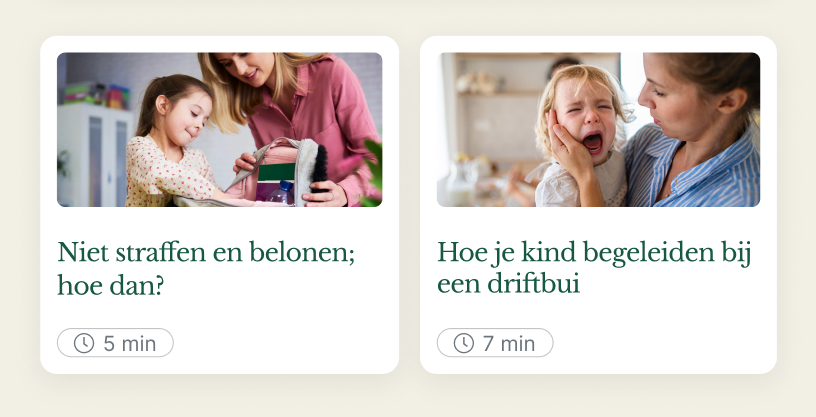 Niet straffen en belonen;
hoe dan?
5 min
Hoe je kind begeleiden bij
een driftbui
7 min